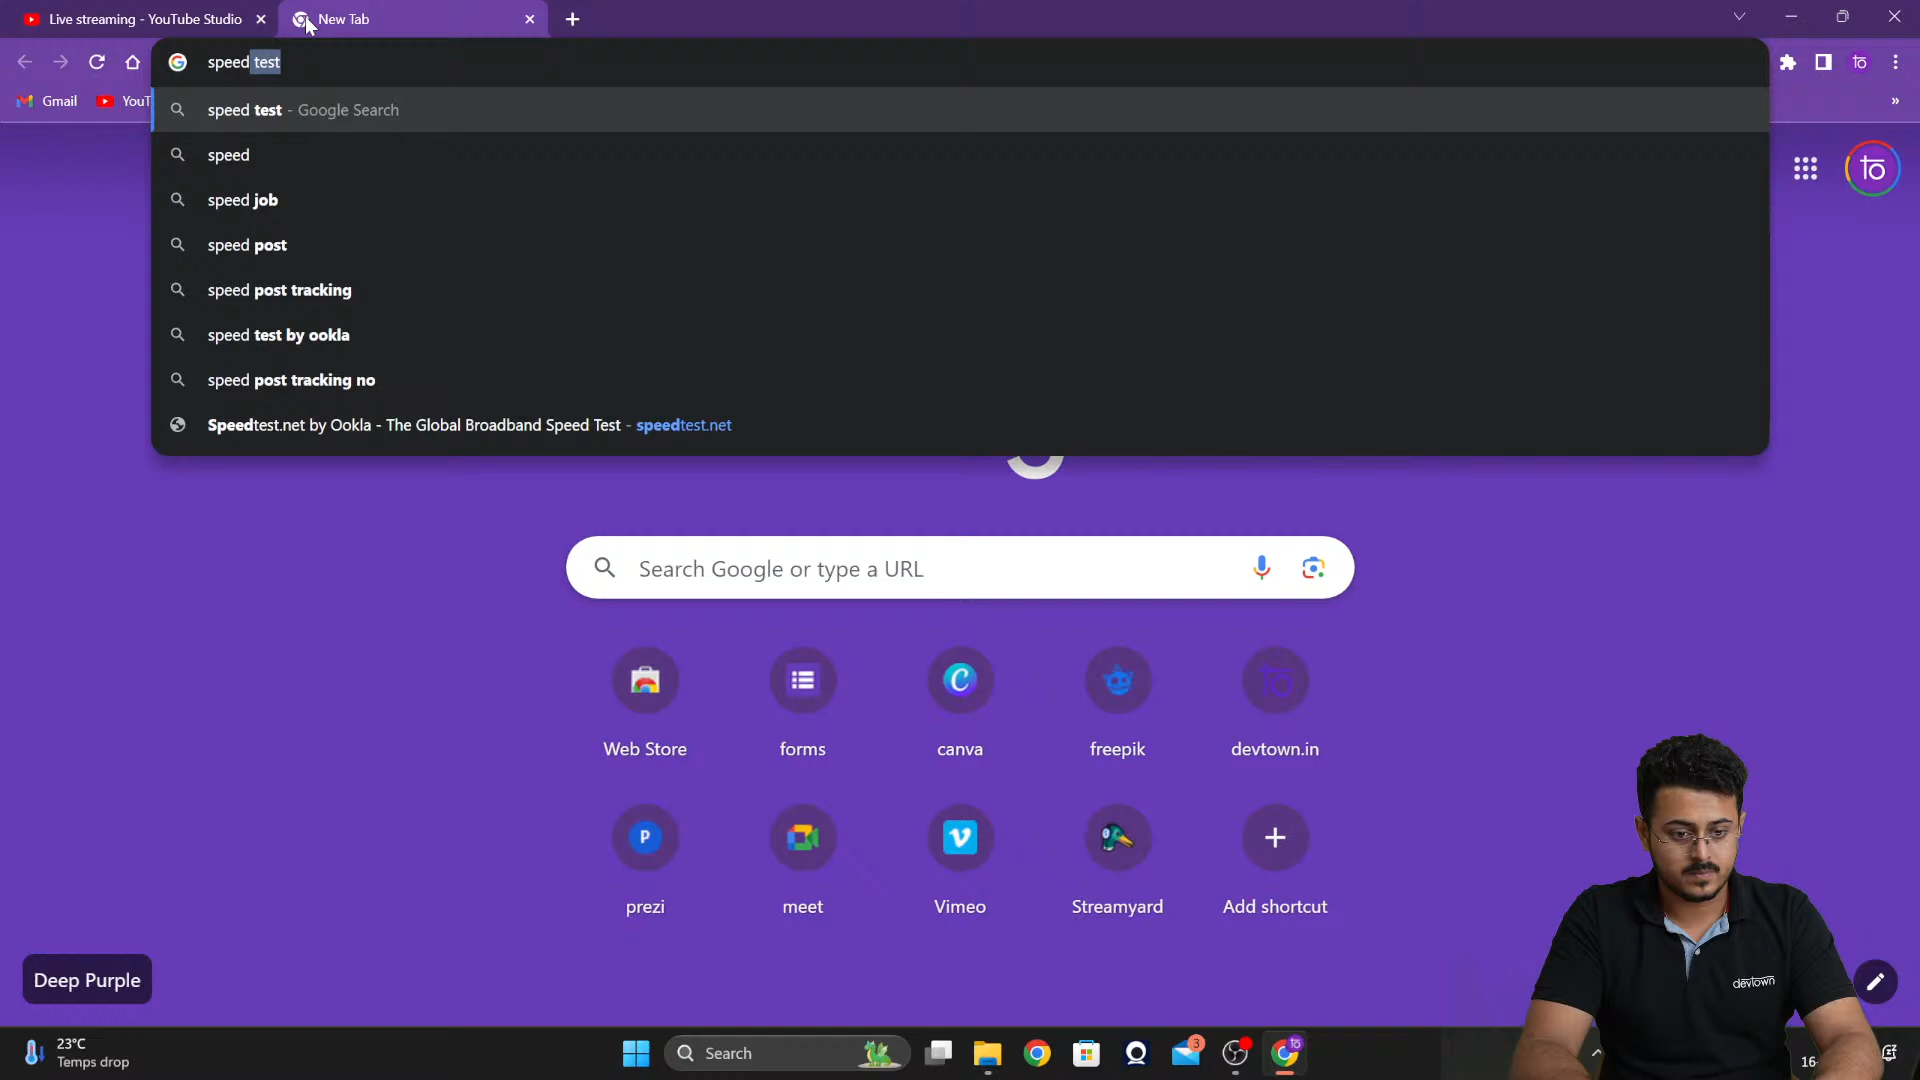 Live streaming - YouTube Studio
New Tab
speed test
Gmail
YouT
»
speed test - Google Search
speed
speed job
speed post
speed post tracking
speed test by ookla
speed post tracking no
Speedtest.net by Ookla - The Global Broadband Speed Test - speedtest.net
to
Search Google or type a URL
Web Store
forms
canva
freepik
devtown.in
P
prezi
meet
Vimeo
Streamyard
Add shortcut
Deep Purple
devtown
23°C
Temps drop
Search
3
16-